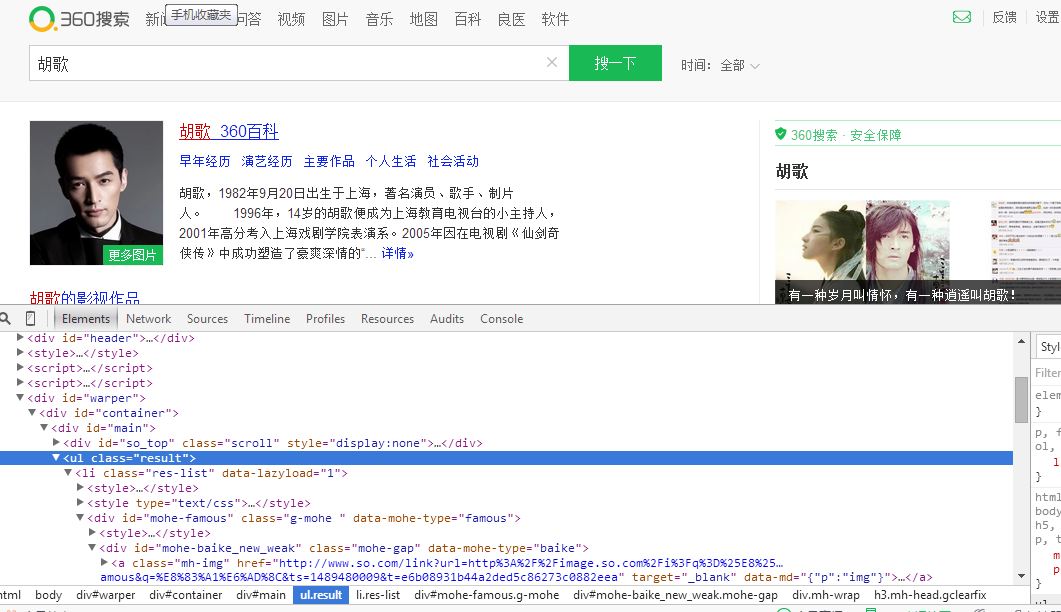 360搜索 新闻 问答 视频 图片 音乐 地图 百科 良医 软件 反馈 设置
手机收藏夹
胡歌 × 搜一下 时间: 全部
胡歌_360百科
早年经历 演艺经历 主要作品 个人生活 社会活动
胡歌，1982年9月20日出生于上海，著名演员、歌手、制片
人。 1996年，14岁的胡歌便成为上海教育电视台的小主持人，
2001年高分考入上海戏剧学院表演系。2005年因在电视剧《仙剑奇
侠传》中成功塑造了豪爽深情的“... 详情»
更多图片
胡歌的影视作品
360搜索 · 安全保障
胡歌
有一种岁月叫情怀，有一种逍遥叫胡歌！
Elements Network Sources Timeline Profiles Resources Audits Console
<div id="header">…</div>
<style>…</style>
<script>…</script>
<script>…</script>
<div id="warper">
<div id="container">
<div id="main">
<div id="so_top" class="scroll" style="display:none">…</div>
<ul class="result">
<li class="res-list" data-lazyload="1">
<style>…</style>
<style type="text/css">…</style>
<div id="mohe-famous" class="g-mohe " data-mohe-type="famous">
<style>…</style>
<div id="mohe-baike_new_weak" class="mohe-gap" data-mohe-type="baike">
<a class="mh-img" href="http://www.so.com/link?url=http%3A%2F%2Fimage.so.com%2Fi%3Fq%3D%25E8%25…
amous&q=%E8%83%A1%E6%AD%8C&ts=1489480009&t=e6b08931b44a2ded5c86273c0882eea" target="_blank" data-md="{"p":"img"}">…</a>
Styl
Filter
elem
}
p, f
ol,
1
}
html
body
h5,
p, t
m
p
}
html body div#warper div#container div#main ul.result li.res-list div#mohe-famous.g-mohe div#mohe-baike_new_weak.mohe-gap div.mh-wrap h3.mh-head.gclearfix